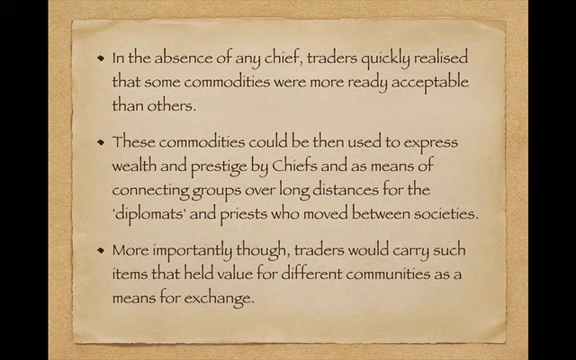 • In the absence of any chief, traders quickly realised
that some commodities were more ready acceptable
than others.
• These commodities could be then used to express
wealth and prestige by Chiefs and as means of
connecting groups over long distances for the
'diplomats' and priests who moved between societies.
• More importantly though, traders would carry such
items that held value for different communities as a
means for exchange.